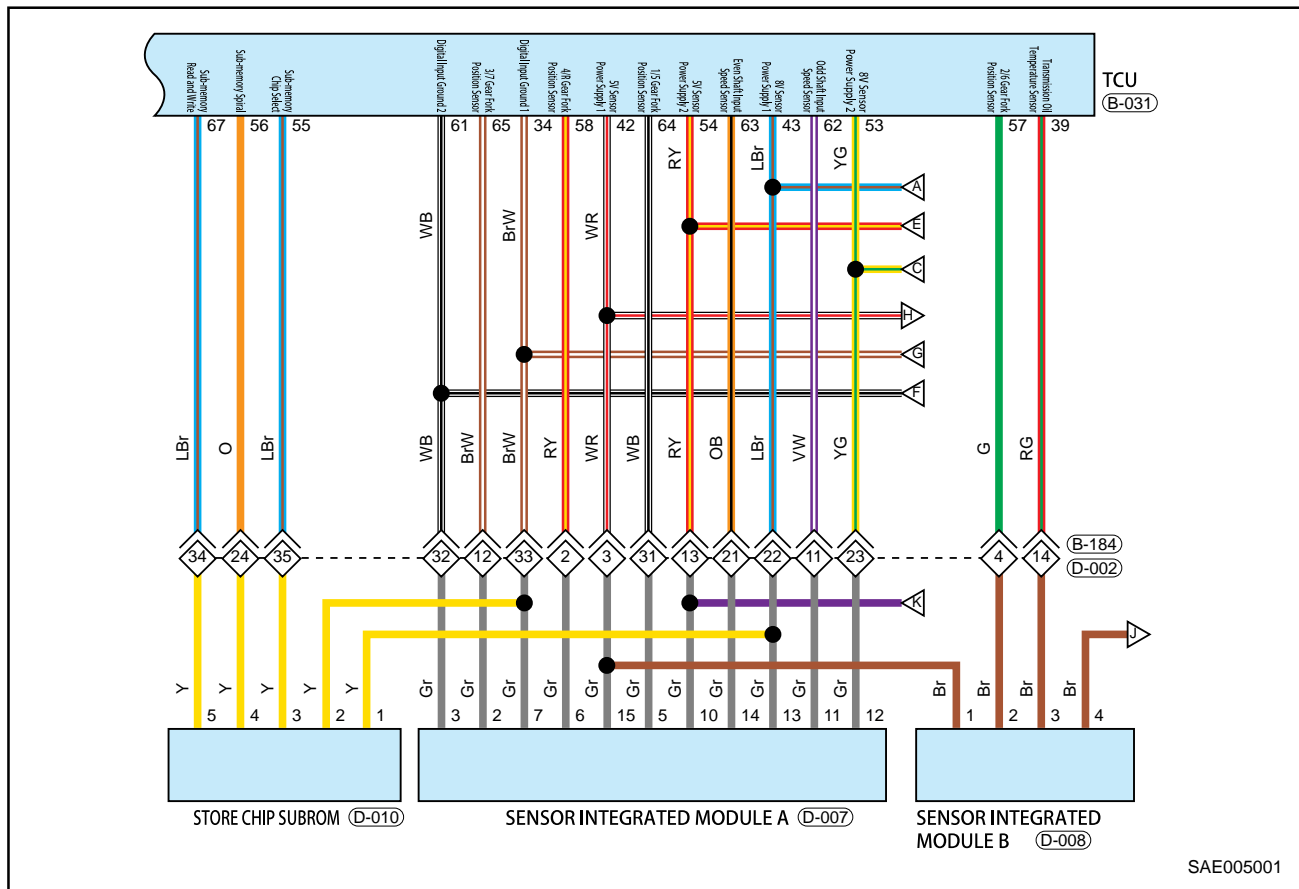 Sub-memory
Read and Write
Sub-memory Spiral
Sub-memory
Chip Select
Digital Input Ground 2
3/7 Gear Fork
Position Sensor
Digital Input Ground 1
4/R Gear Fork
Position Sensor
5V Sensor
Power Supply 1
1/5 Gear Fork
Position Sensor
5V Sensor
Power Supply 2
Even Shaft Input
Speed Sensor
8V Sensor
Power Supply 1
Odd Shaft Input
Speed Sensor
8V Sensor
Power Supply 2
2/6 Gear Fork
Position Sensor
Transmission Oil
Temperature Sensor
TCU
B-031
67 56 55 61 65 34 58 42 64 54 63 43 62 53 57 39
RY LBr YG
A
WB BrW WR
E
C
H
G
F
LBr O LBr WB BrW BrW RY WR WB RY OB LBr VW YG G RG
B-184
34 24 35 32 12 33 2 3 31 13 21 22 11 23 4 14
D-002
K
J
Y Y Y Y Y Gr Gr Gr Gr Gr Gr Gr Gr Gr Gr Gr Br Br Br Br
5 4 3 2 1 3 2 7 6 15 5 10 14 13 11 12 1 2 3 4
STORE CHIP SUBROM D-010
SENSOR INTEGRATED MODULE A D-007
SENSOR INTEGRATED
MODULE B D-008
SAE005001